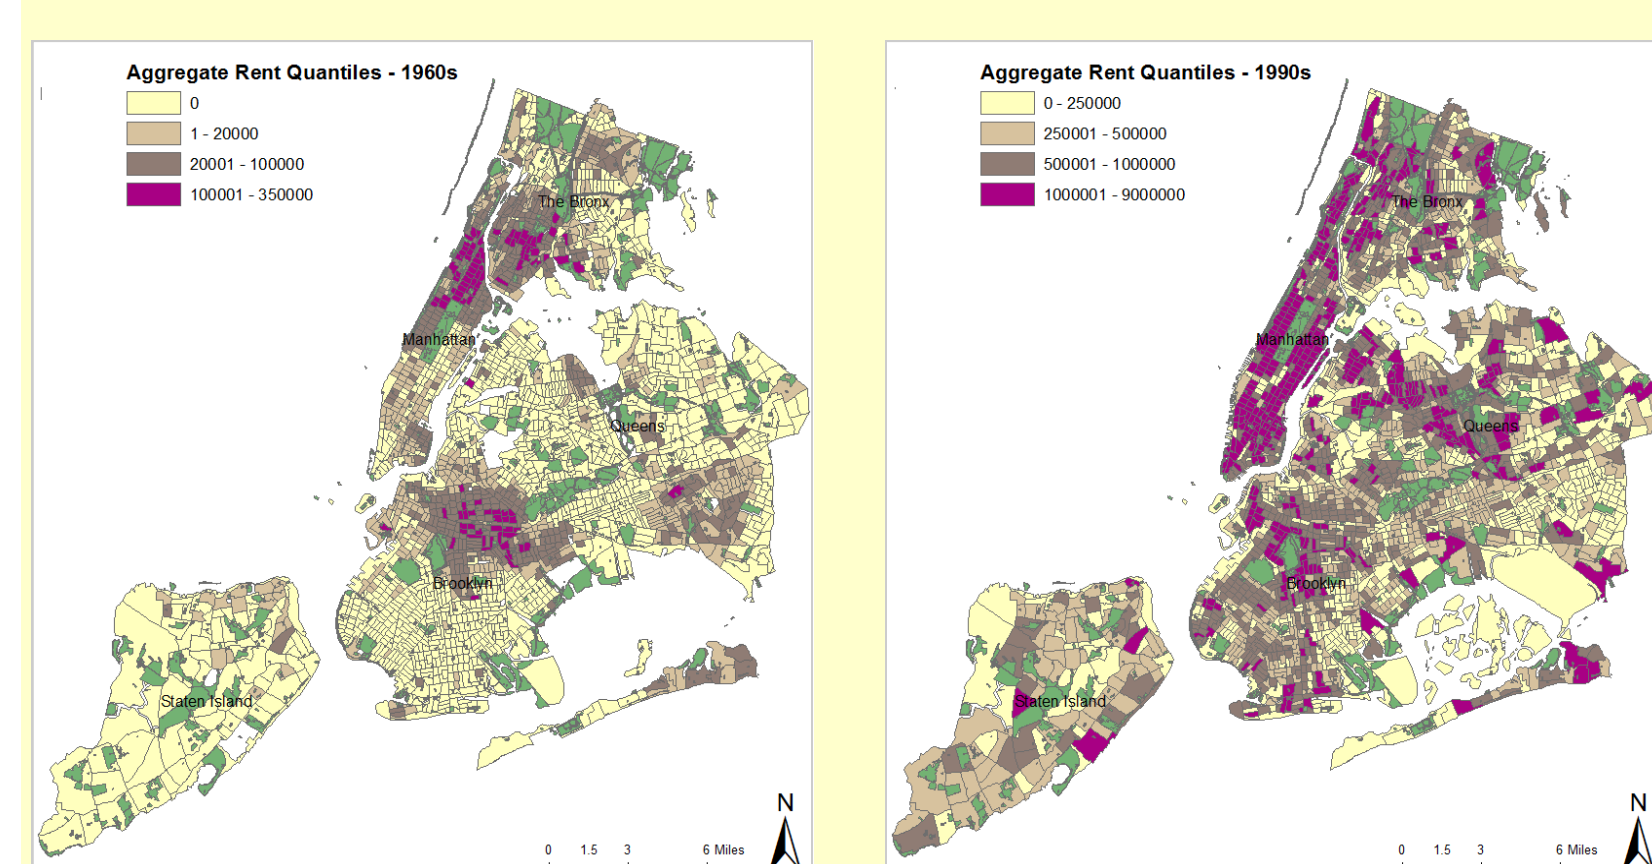 Aggregate Rent Quantiles - 1960s
0
1 - 20000
20001 - 100000
100001 - 350000
The Bronx
Manhattan
Queens
Brooklyn
Staten Island
N
0 1.5 3 6 Miles
Aggregate Rent Quantiles - 1990s
0 - 250000
250001 - 500000
500001 - 1000000
1000001 - 9000000
The Bronx
Manhattan
Queens
Brooklyn
Staten Island
N
0 1.5 3 6 Miles